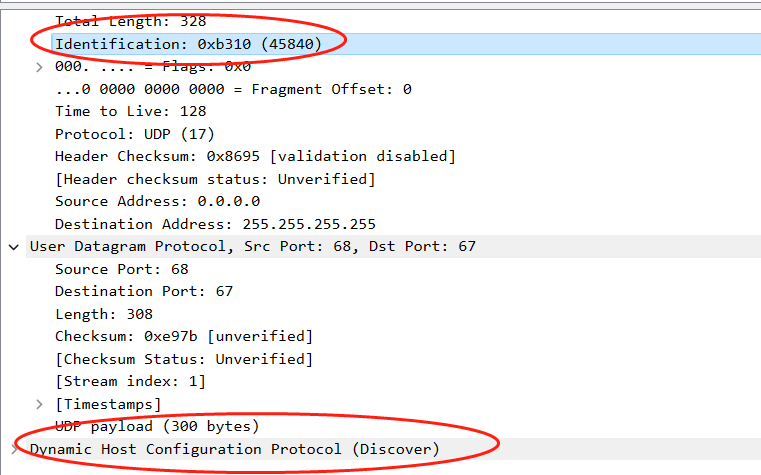 Total Length: 328
Identification: 0xb310 (45840)
000. .... = Flags: 0x0
...0 0000 0000 0000 = Fragment Offset: 0
Time to Live: 128
Protocol: UDP (17)
Header Checksum: 0x8695 [validation disabled]
[Header checksum status: Unverified]
Source Address: 0.0.0.0
Destination Address: 255.255.255.255
User Datagram Protocol, Src Port: 68, Dst Port: 67
Source Port: 68
Destination Port: 67
Length: 308
Checksum: 0xe97b [unverified]
[Checksum Status: Unverified]
[Stream index: 1]
[Timestamps]
UDP payload (300 bytes)
Dynamic Host Configuration Protocol (Discover)